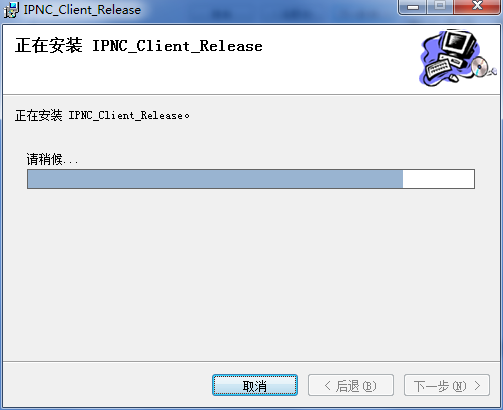 IPNC_Client_Release
正在安装 IPNC_Client_Release
正在安装 IPNC_Client_Release。
请稍候...
取消
< 后退(B)
下一步(N) >